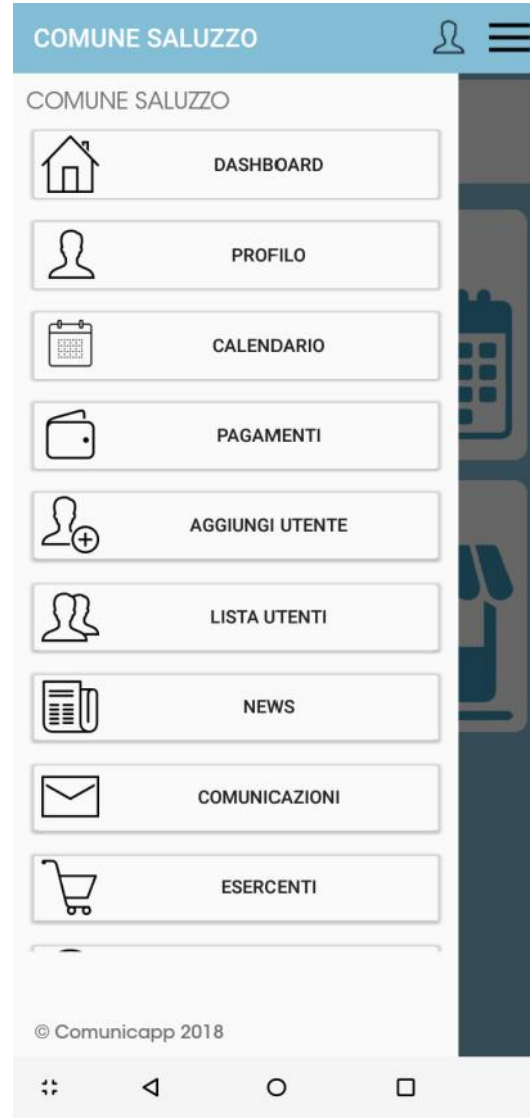 COMUNE SALUZZO
COMUNE SALUZZO
DASHBOARD
PROFILO
CALENDARIO
PAGAMENTI
AGGIUNGI UTENTE
LISTA UTENTI
NEWS
COMUNICAZIONI
ESERCENTI
© Comunicapp 2018